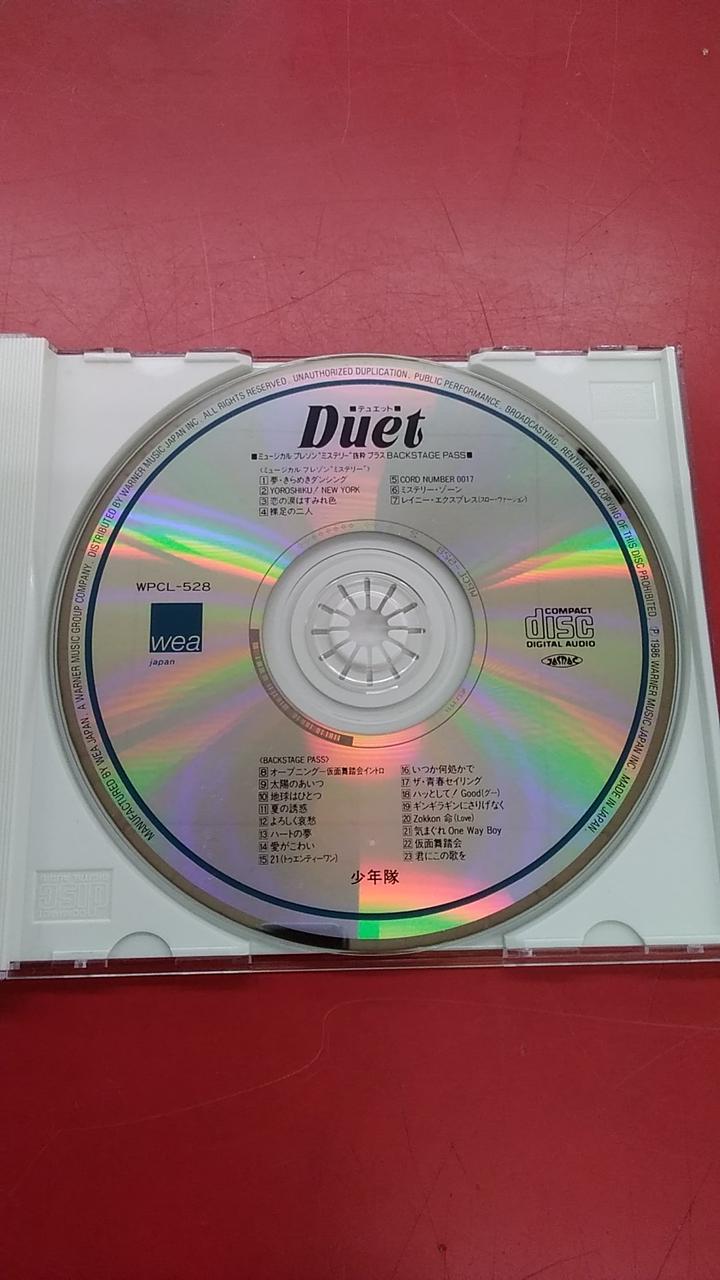 MANUFACTURED BY WEA JAPAN. A WARNER MUSIC GROUP COMPANY. DISTRIBUTED BY WARNER MUSIC JAPAN INC. ALL RIGHTS RESERVED. UNAUTHORIZED DUPLICATION. PUBLIC PERFORMANCE. BROADCASTING. RENTING AND COPYING OF THIS DISC PROHIBITED. ℗ 1986 WARNER MUSIC JAPAN INC. MADE IN JAPAN.
■デュエット■
Duet
■ミュージカル プレゾン"ミステリー"抜粋 プラス BACKSTAGE PASS■
〈ミュージカル プレゾン"ミステリー"〉
1 夢・きらめきダンシング
2 YOROSHIKU / NEW YORK
3 恋の涙はすみれ色
4 裸足の二人
5 CORD NUMBER 0017
6 ミステリー・ゾーン
7 レイニー・エクスプレス(スロー・ヴァージョン)
WPCL-528
wea
japan
COMPACT
disc
DIGITAL AUDIO
JASRAC
〈BACKSTAGE PASS〉
8 オープニング—仮面舞踏会イントロ
9 太陽のあいつ
10 地球はひとつ
11 夏の誘惑
12 よろしく哀愁
13 ハートの夢
14 愛がこわい
15 21(トゥエンティーワン)
16 いつか何処かで
17 ザ・青春セイリング
18 ハッとして! Good(グー)
19 ギンギラギンにさりげなく
20 Zokkon 命(Love)
21 気まぐれ One Way Boy
22 仮面舞踏会
23 君にこの歌を
少年隊